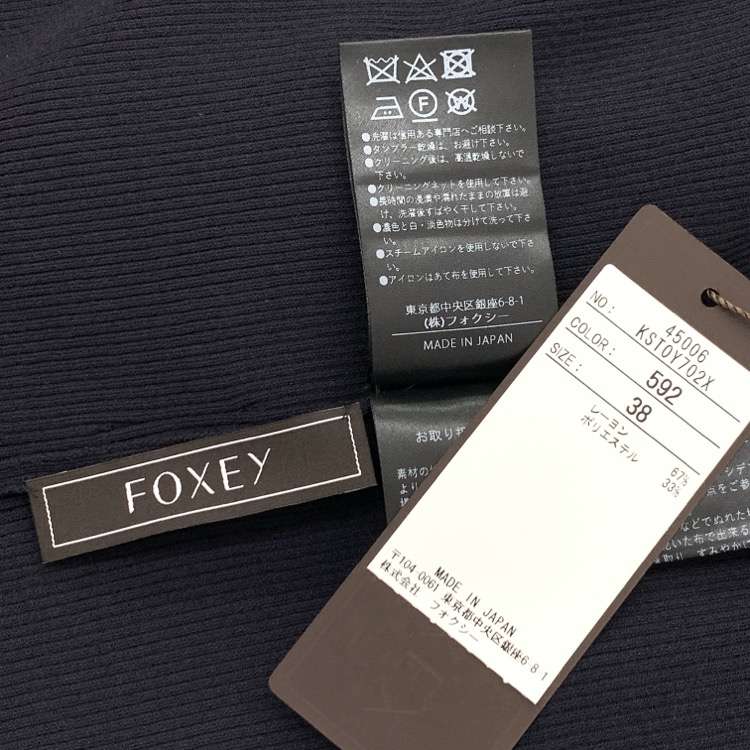 F
W
●洗濯は信用ある専門店へご相談下さい。
●タンブラー乾燥は、お避け下さい。
●クリーニング後は、高温乾燥しないで
下さい。
●クリーニングネットを使用して下さい。
●長時間の浸漬や濡れたままの放置は避
け、洗濯後すばやく干して下さい。
●濃色と白・淡色物は分けて洗って下さ
い。
●スチームアイロンを使用しないで下さ
い。
●アイロンはあて布を使用して下さい。
東京都中央区銀座6-8-1
(株)フォクシー
MADE IN JAPAN
FOXEY
NO: 45006
KST0Y702X
COLOR: 592
SIZE: 38
レーヨン 67%
ポリエステル 33%
MADE IN JAPAN
〒104-0061 東京都中央区銀座6-8-1
株式会社 フォクシー
お取り扱
素材の
より